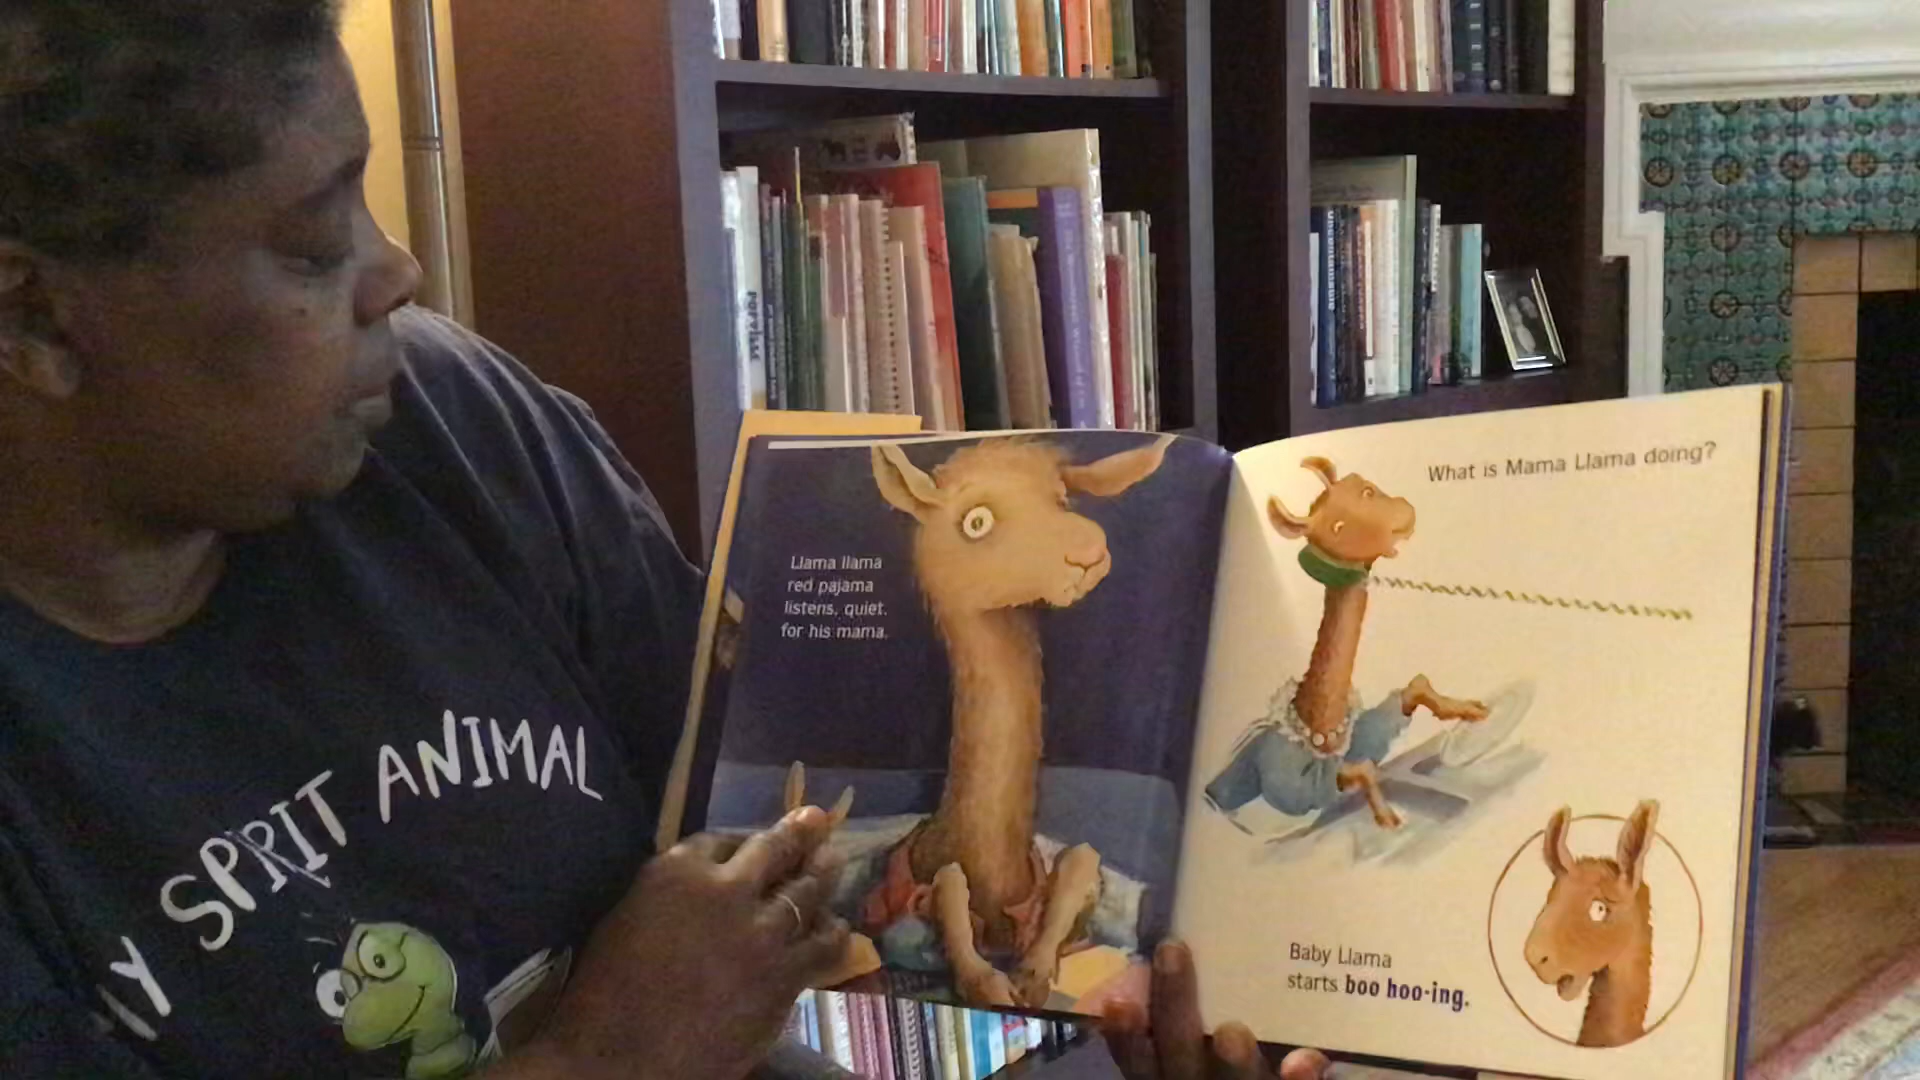 Llama llama
red pajama
listens, quiet,
for his mama.
What is Mama Llama doing?
Baby Llama
starts boo hoo-ing.
MY SPRIT ANIMAL